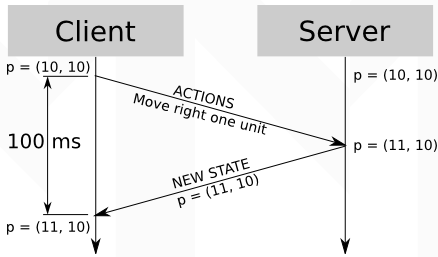 Client
Server
p = (10, 10)
p = (10, 10)
ACTIONS
Move right one unit
100 ms
p = (11, 10)
NEW STATE
p = (11, 10)
p = (11, 10)